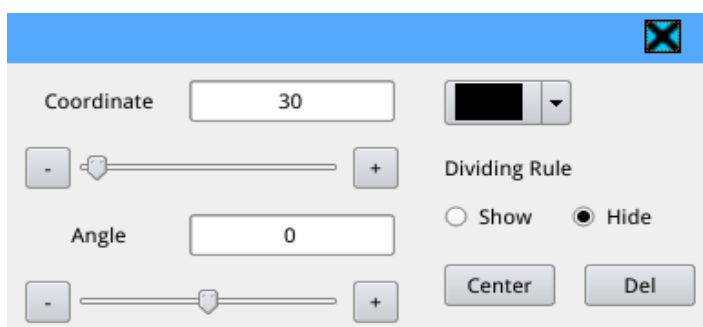 Coordinate 30
- +
Dividing Rule
Show Hide
Angle 0
Center Del
- +